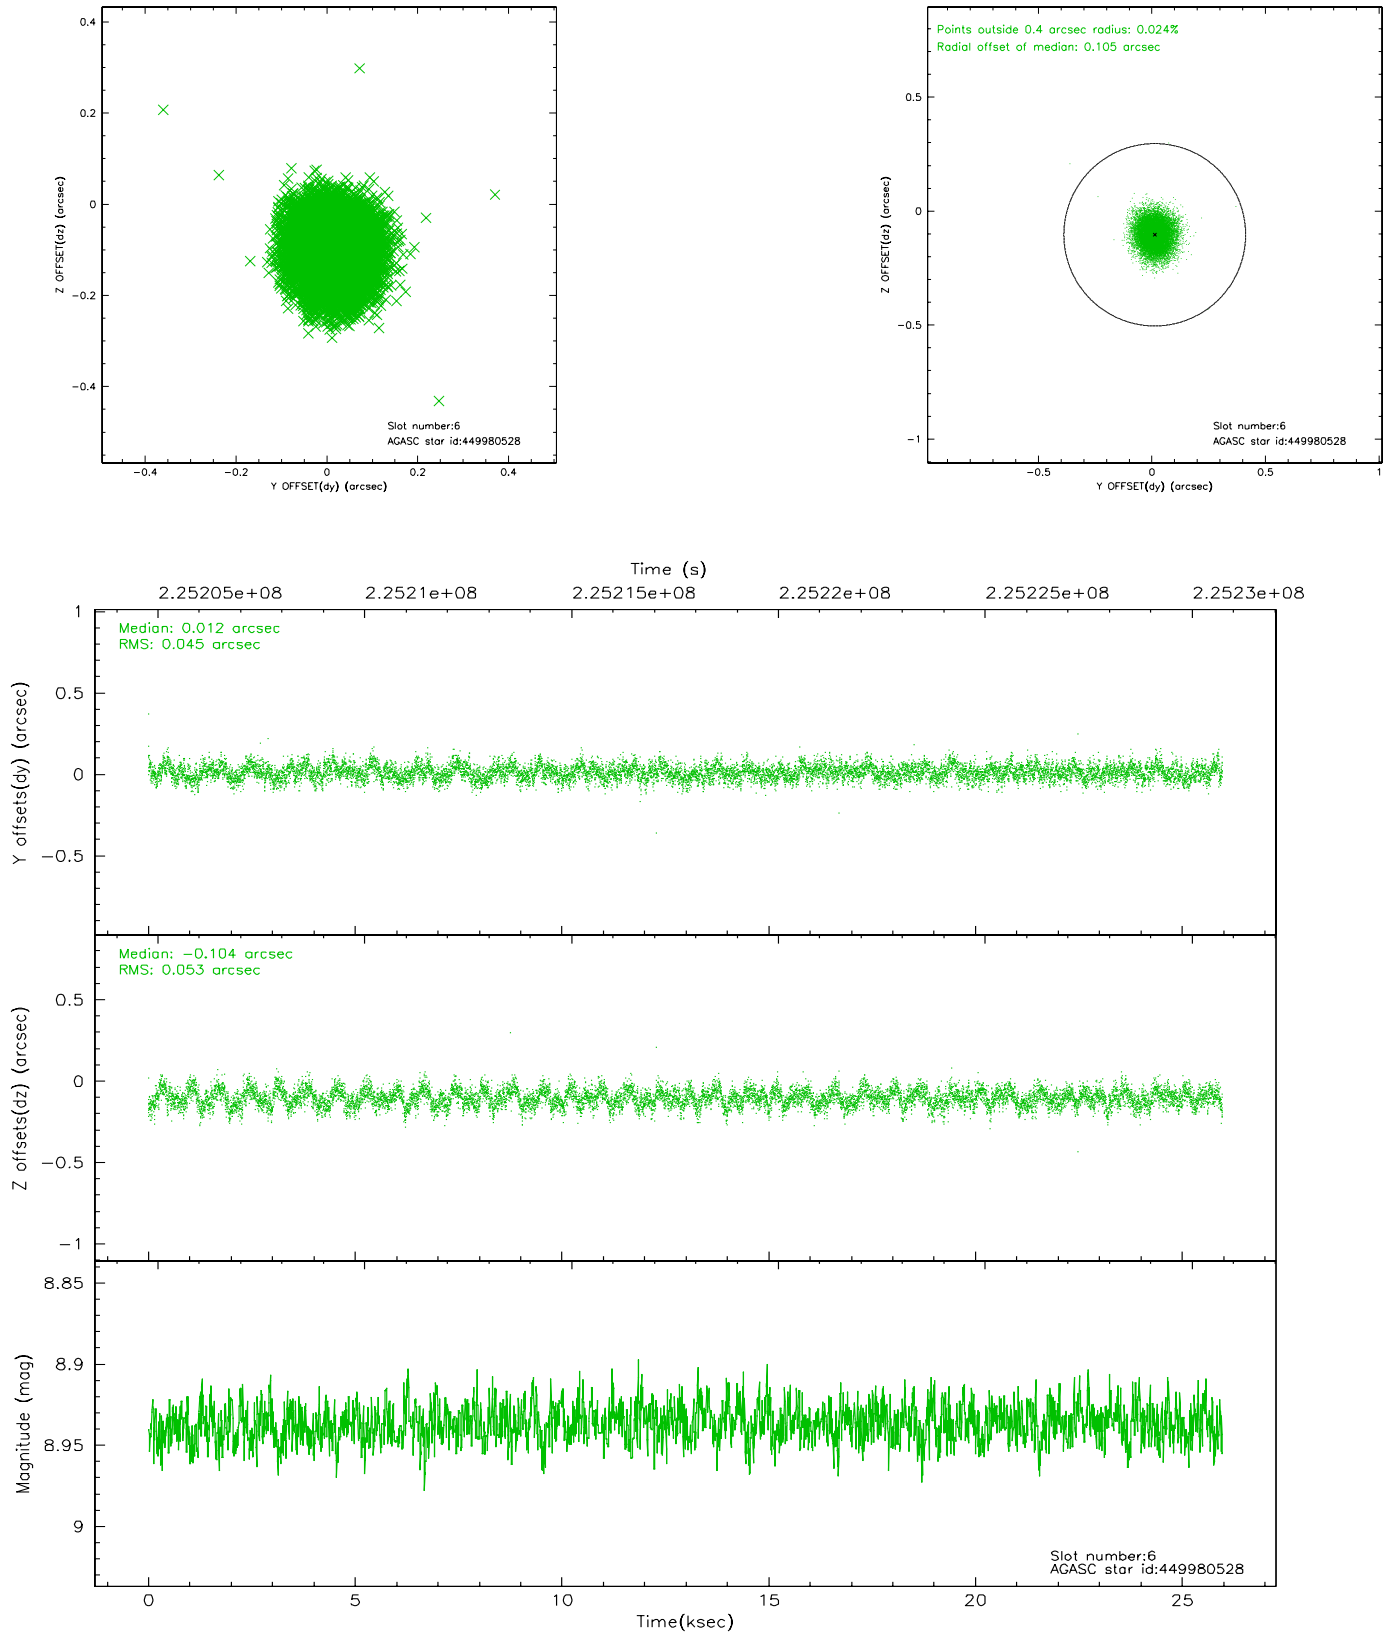 0.4
0.2
0
−0.2
−0.4
Z OFFSET(dz) (arcsec)
−0.4 −0.2 0 0.2 0.4
Y OFFSET(dy) (arcsec)
Slot number:6
AGASC star id:449980528
Points outside 0.4 arcsec radius: 0.024%
Radial offset of median: 0.105 arcsec
0.5
0
−0.5
−1
Z OFFSET(dz) (arcsec)
−0.5 0 0.5 1
Y OFFSET(dy) (arcsec)
Slot number:6
AGASC star id:449980528
Time (s)
2.25205e+08 2.2521e+08 2.25215e+08 2.2522e+08 2.25225e+08 2.2523e+08
Median: 0.012 arcsec
RMS: 0.045 arcsec
1
0.5
0
−0.5
Y offsets(dy) (arcsec)
Median: −0.104 arcsec
RMS: 0.053 arcsec
0.5
0
−0.5
−1
Z offsets(dz) (arcsec)
8.85
8.9
8.95
9
Magnitude (mag)
Slot number:6
AGASC star id:449980528
0 5 10 15 20 25
Time(ksec)